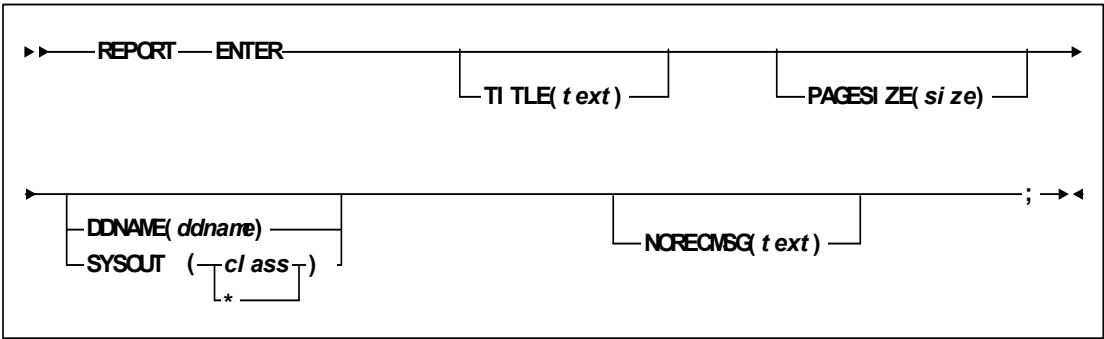 REPORT ENTER
TITLE(text) PAGESIZE(size)
;
DDNAME(ddname)
NORECMSG(text)
SYSOUT (class)
*